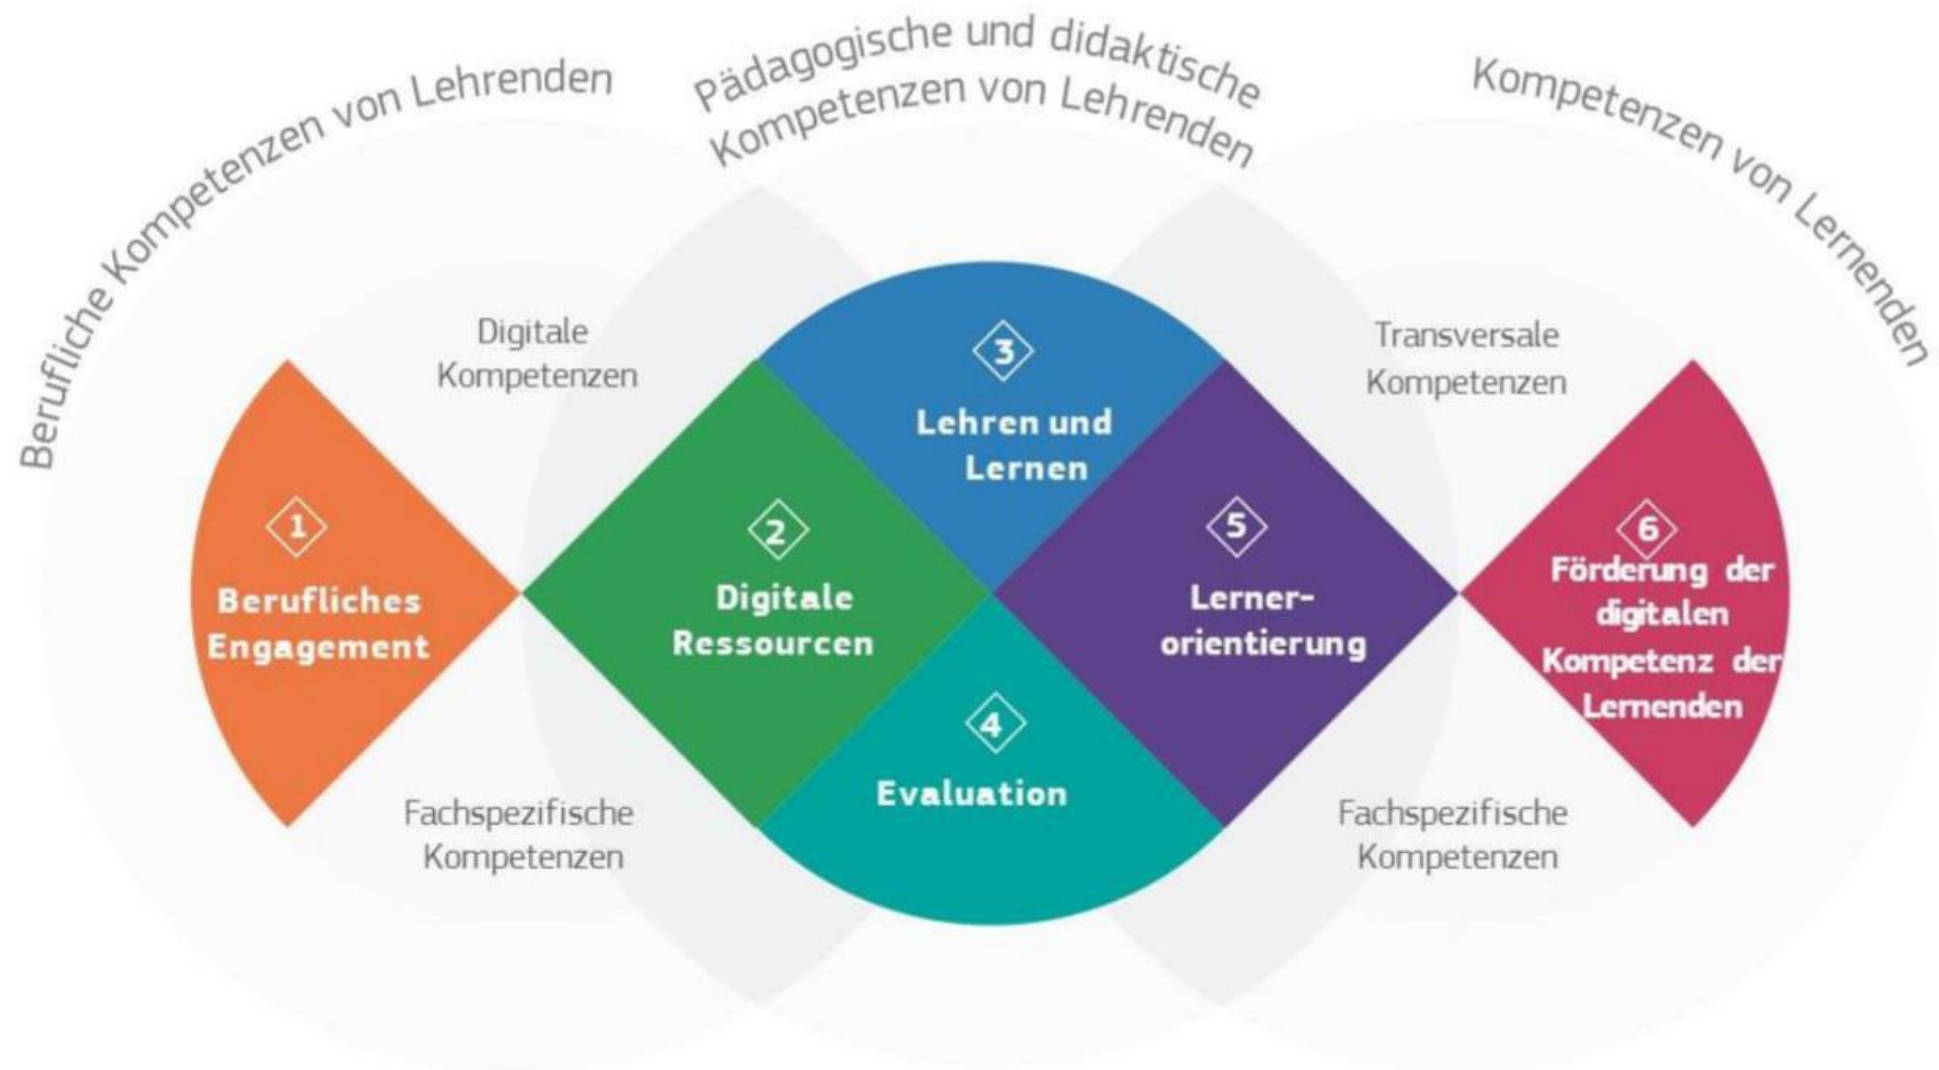 Berufliche Kompetenzen von Lehrenden
Pädagogische und didaktische
Kompetenzen von Lehrenden
Kompetenzen von Lernenden
Digitale
Kompetenzen
Transversale
Kompetenzen
1
Berufliches
Engagement
2
Digitale
Ressourcen
3
Lehren und
Lernen
4
Evaluation
5
Lerner-
orientierung
6
Förderung der
digitalen
Kompetenz der
Lernenden
Fachspezifische
Kompetenzen
Fachspezifische
Kompetenzen